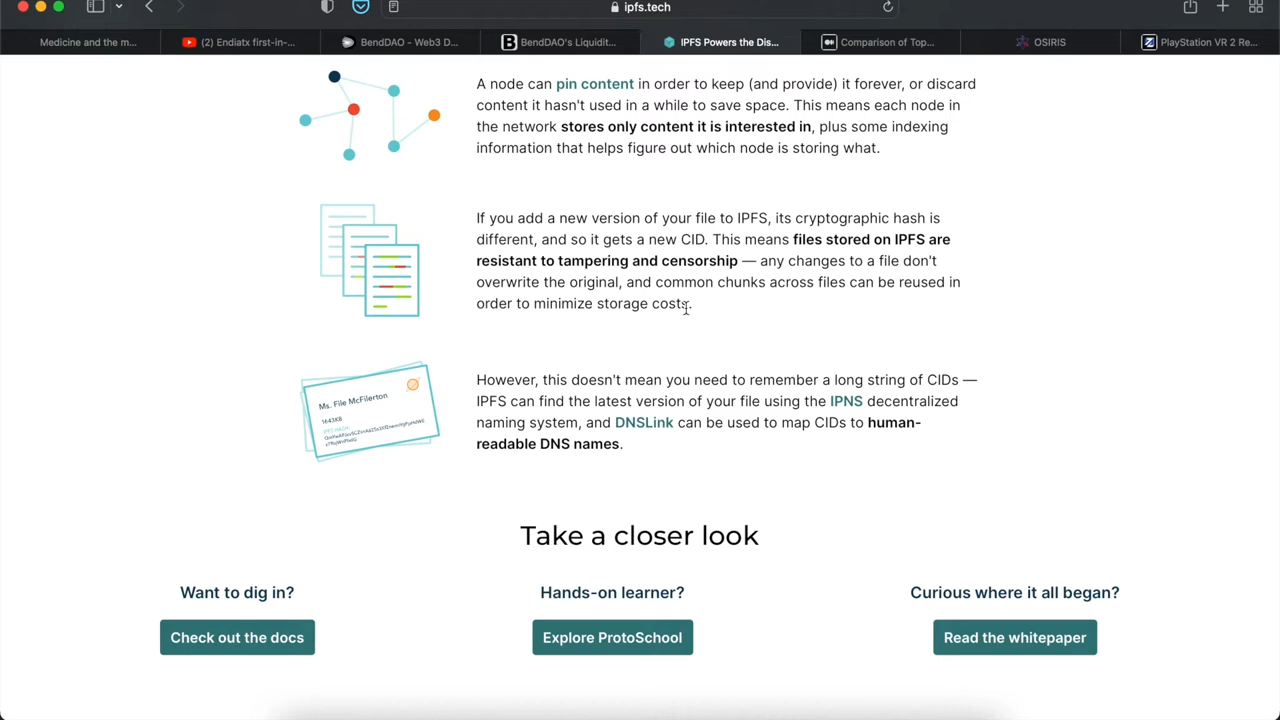 ipfs.tech
Medicine and the m...
(2) Endiatx first-in-...
BendDAO - Web3 D...
BendDAO's Liquidit...
IPFS Powers the Dis...
Comparison of Top...
OSIRIS
PlayStation VR 2 Re...
A node can pin content in order to keep (and provide) it forever, or discard
content it hasn't used in a while to save space. This means each node in
the network stores only content it is interested in, plus some indexing
information that helps figure out which node is storing what.
If you add a new version of your file to IPFS, its cryptographic hash is
different, and so it gets a new CID. This means files stored on IPFS are
resistant to tampering and censorship — any changes to a file don't
overwrite the original, and common chunks across files can be reused in
order to minimize storage costs.
Ms. File McFilerton
1643KB
IPFS HASH:
However, this doesn't mean you need to remember a long string of CIDs —
IPFS can find the latest version of your file using the IPNS decentralized
naming system, and DNSLink can be used to map CIDs to human-
readable DNS names.
Take a closer look
Want to dig in?
Hands-on learner?
Curious where it all began?
Check out the docs
Explore ProtoSchool
Read the whitepaper